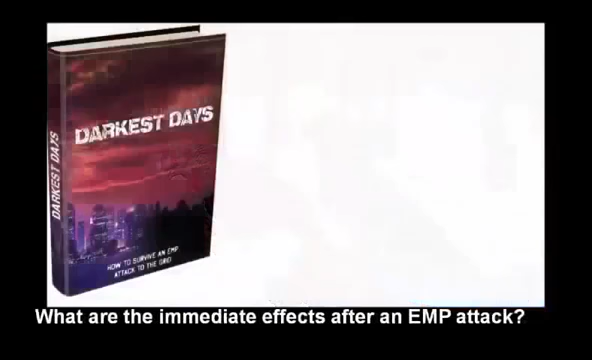 DARKEST DAYS
DARKEST DAYS
HOW TO SURVIVE AN EMP
ATTACK TO THE GRID
What are the immediate effects after an EMP attack?